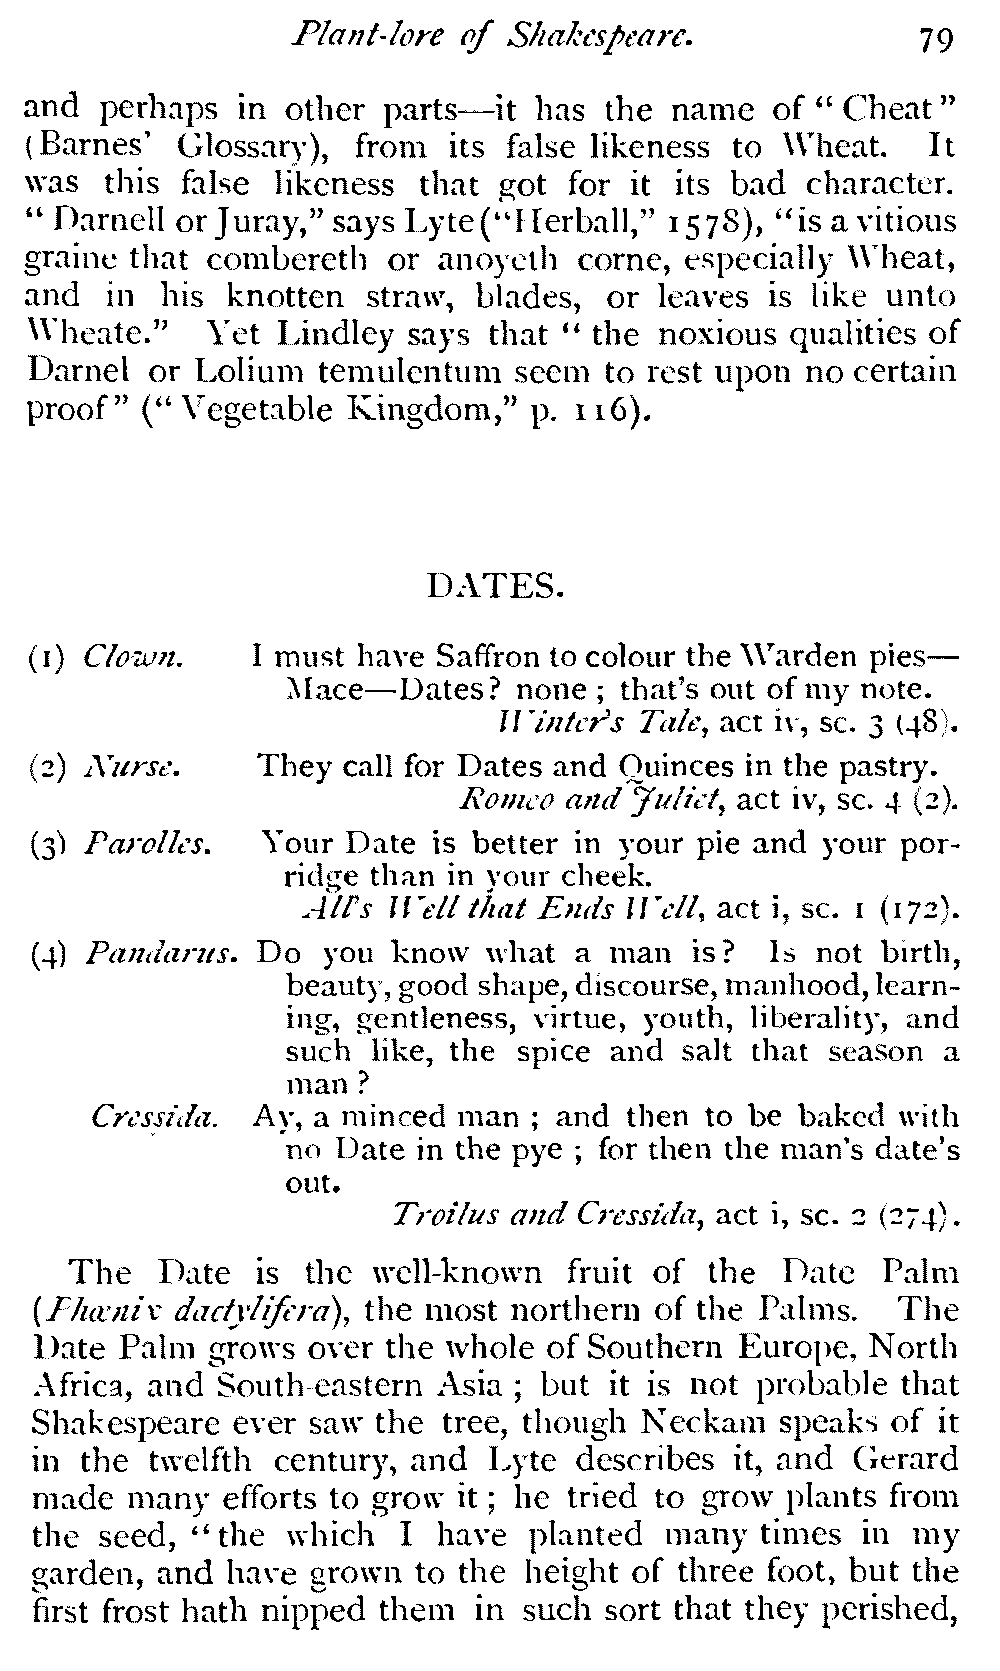 Plant-lore of Shakespeare. 79
and perhaps in other parts—it has the name of “Cheat”
(Barnes' Glossary), from its false likeness to Wheat. It
was this false likeness that got for it its bad character.
“Darnell or Juray,” says Lyte (“Herball,” 1578), “is a vitious
graine that combereth or anoyeth corne, especially Wheat,
and in his knotten straw, blades, or leaves is like unto
Wheate.” Yet Lindley says that “the noxious qualities of
Darnel or Lolium temulentum seem to rest upon no certain
proof” (“Vegetable Kingdom,” p. 116).
DATES.
(1) Clown. I must have Saffron to colour the Warden pies—
Mace—Dates? none; that's out of my note.
Winter's Tale, act iv, sc. 3 (48).
(2) Nurse. They call for Dates and Quinces in the pastry.
Romeo and Juliet, act iv, sc. 4 (2).
(3) Parolles. Your Date is better in your pie and your por-
ridge than in your cheek.
All's Well that Ends Well, act i, sc. 1 (172).
(4) Pandarus. Do you know what a man is? Is not birth,
beauty, good shape, discourse, manhood, learn-
ing, gentleness, virtue, youth, liberality, and
such like, the spice and salt that season a
man?
Cressida. Ay, a minced man; and then to be baked with
no Date in the pye; for then the man's date's
out.
Troilus and Cressida, act i, sc. 2 (274).
The Date is the well-known fruit of the Date Palm
(Phœnix dactylifera), the most northern of the Palms. The
Date Palm grows over the whole of Southern Europe, North
Africa, and South-eastern Asia; but it is not probable that
Shakespeare ever saw the tree, though Neckam speaks of it
in the twelfth century, and Lyte describes it, and Gerard
made many efforts to grow it; he tried to grow plants from
the seed, “the which I have planted many times in my
garden, and have grown to the height of three foot, but the
first frost hath nipped them in such sort that they perished,